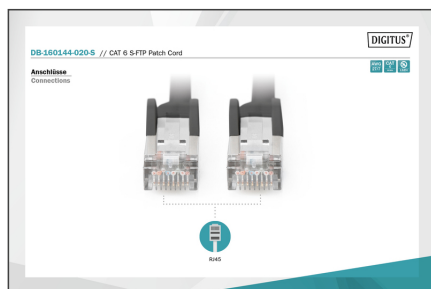 DIGITUS®
DB-160144-020-S // CAT 6 S-FTP Patch Cord
Anschlüsse
Connections
RJ45